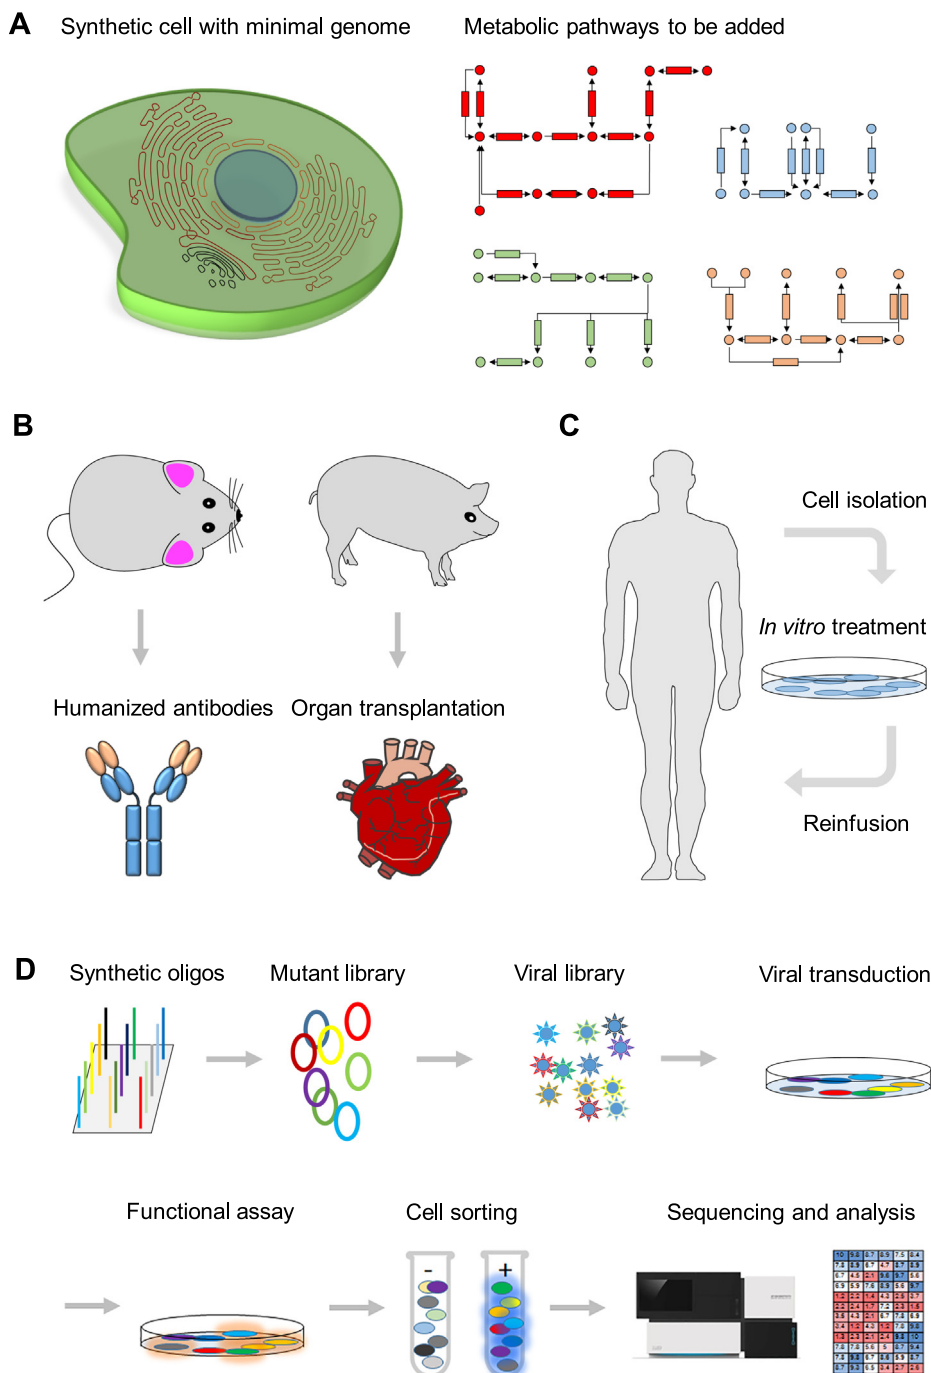 A
Synthetic cell with minimal genome
Metabolic pathways to be added
B
C
Cell isolation
In vitro treatment
Humanized antibodies
Organ transplantation
Reinfusion
D
Synthetic oligos
Mutant library
Viral library
Viral transduction
Functional assay
Cell sorting
Sequencing and analysis
-
+